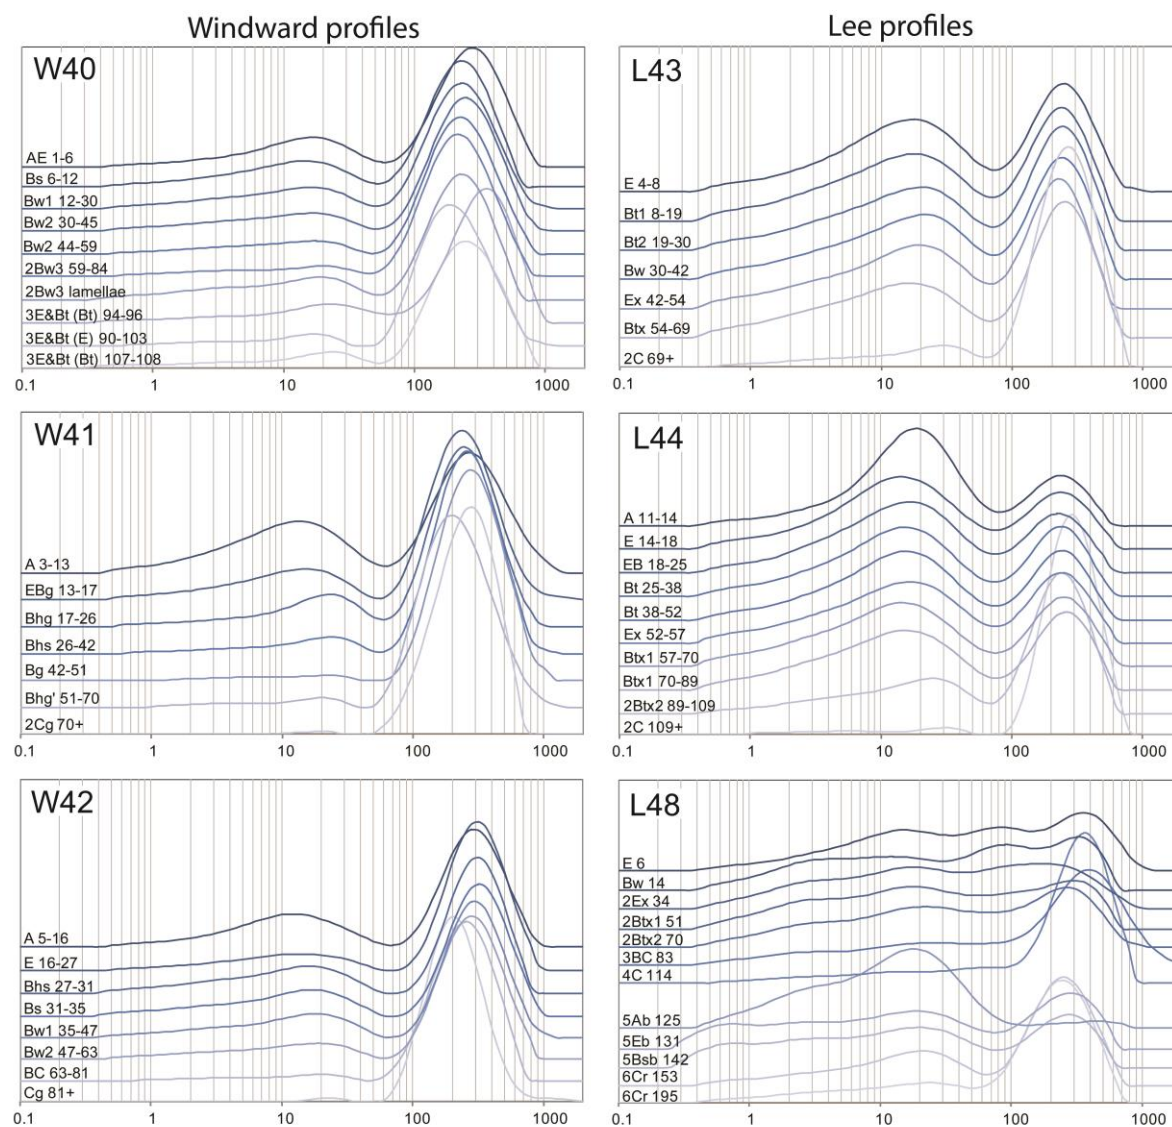 Windward profiles
Lee profiles
W40
AE 1-6
Bs 6-12
Bw1 12-30
Bw2 30-45
Bw2 44-59
2Bw3 59-84
2Bw3 lamellae
3E&Bt (Bt) 94-96
3E&Bt (E) 90-103
3E&Bt (Bt) 107-108
0.1 1 10 100 1000
L43
E 4-8
Bt1 8-19
Bt2 19-30
Bw 30-42
Ex 42-54
Btx 54-69
2C 69+
0.1 1 10 100 1000
W41
A 3-13
EBg 13-17
Bhg 17-26
Bhs 26-42
Bg 42-51
Bhg' 51-70
2Cg 70+
0.1 1 10 100 1000
L44
A 11-14
E 14-18
EB 18-25
Bt 25-38
Bt 38-52
Ex 52-57
Btx1 57-70
Btx1 70-89
2Btx2 89-109
2C 109+
0.1 1 10 100 1000
W42
A 5-16
E 16-27
Bhs 27-31
Bs 31-35
Bw1 35-47
Bw2 47-63
BC 63-81
Cg 81+
0.1 1 10 100 1000
L48
E 6
Bw 14
2Ex 34
2Btx1 51
2Btx2 70
3BC 83
4C 114
5Ab 125
5Eb 131
5Bsb 142
6Cr 153
6Cr 195
0.1 1 10 100 1000